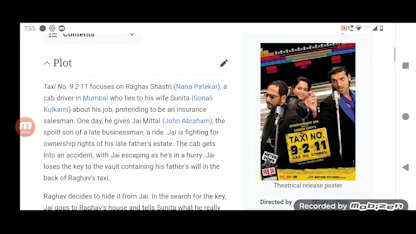 7:55
Contents
Plot
Taxi No. 9 2 11 focuses on Raghav Shastri (Nana Patekar), a
cab driver in Mumbai who lies to his wife Sunita (Sonali
Kulkarni) about his job, pretending to be an insurance
salesman. One day, he gives Jai Mittal (John Abraham), the
spoilt son of a late businessman, a ride. Jai is fighting for
ownership rights of his late father's estate. The cab gets
into an accident, with Jai escaping as he's in a hurry. Jai
loses the key to the vault containing his father's will in the
back of Raghav's taxi.
Raghav decides to hide it from Jai. In the search for the key,
Jai goes to Raghav's house and tells Sunita what he really
TAXI NO.
9·2·11
Theatrical release poster
Directed by
Recorded by Mobizen